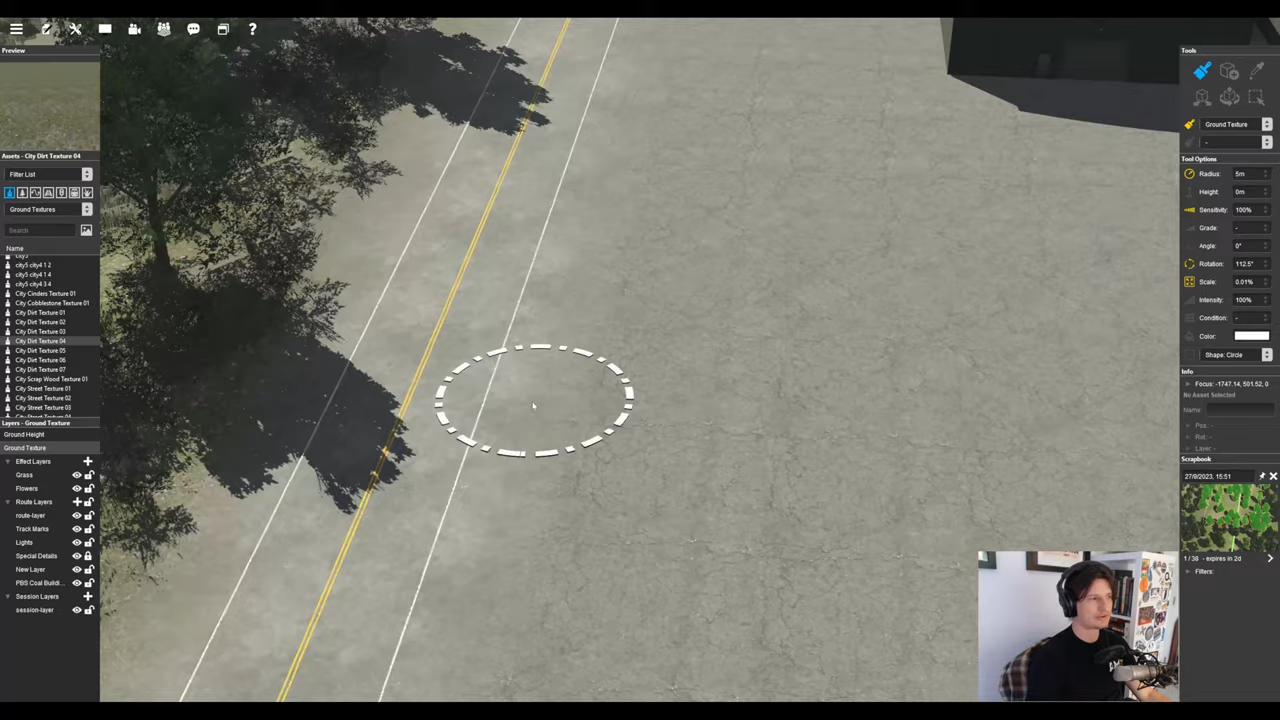 Preview
Assets - City Dirt Texture 04
Filter List
Ground Textures
Search
Name
city5
city5 city4 1 2
city5 city4 1 4
city5 city4 3 4
City Cinders Texture 01
City Cobblestone Texture 01
City Dirt Texture 01
City Dirt Texture 02
City Dirt Texture 03
City Dirt Texture 04
City Dirt Texture 05
City Dirt Texture 06
City Dirt Texture 07
City Scrap Wood Texture 01
City Street Texture 01
City Street Texture 02
City Street Texture 03
Layers - Ground Texture
Ground Height
Ground Texture
Effect Layers
Grass
Flowers
Route Layers
route-layer
Track Marks
Lights
Special Details
New Layer
PBS Coal Buildi...
Session Layers
session-layer
Tools
Ground Texture
-
Tool Options
Radius: 5m
Height: 0m
Sensitivity: 100%
Grade: -
Angle: 0°
Rotation: 112.5°
Scale: 0.01%
Intensity: 100%
Condition: -
Color:
Shape: Circle
Info
Focus: -1747.14, 501.52, 0
No Asset Selected
Name:
Pos: -
Rot: -
Layer: -
Scrapbook
27/9/2023, 15:51
1 / 38 - expires in 2d
Filters: